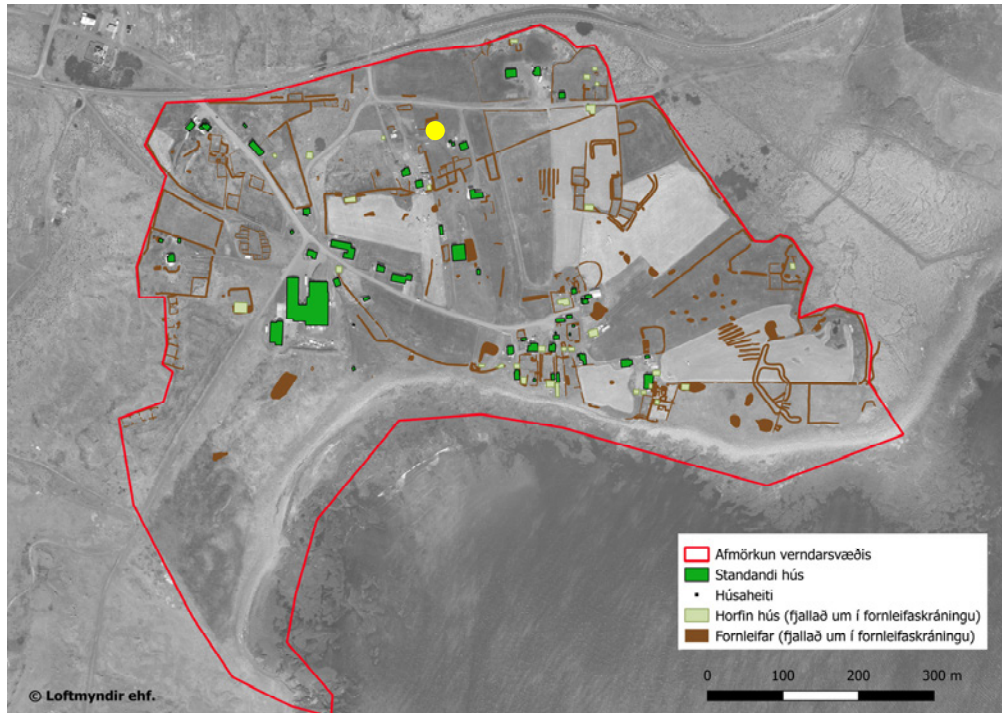 Afmörkun verndarsvæðis
Standandi hús
Húsaheiti
Horfin hús (fjallað um í fornleifaskráningu)
Fornleifar (fjallað um í fornleifaskráningu)
0 100 200 300 m
© Loftmyndir ehf.